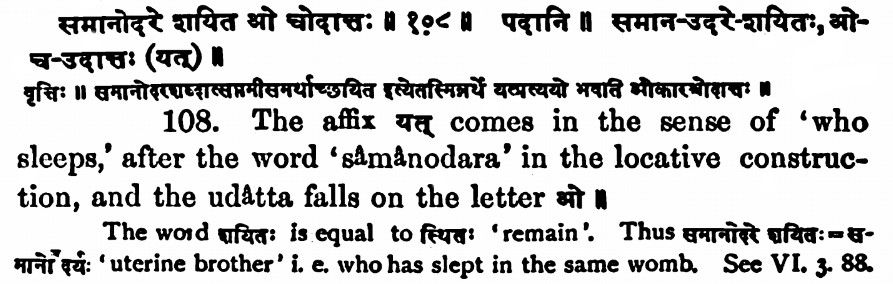 समानोदरे शयित ओ चोदात्तः ॥ १०८ ॥ पदानि ॥ समान-उदरे-शयितः, ओ-
च-उदात्तः (यत्) ॥
वृत्तिः ॥ समानोदरशब्दात्सप्तमीसमर्थाच्छयित इत्येतस्मिन्नर्थे यत्प्रत्ययो भवति ओकारश्चोदात्तः ॥
108. The affix यत् comes in the sense of ‘who
sleeps,’ after the word ‘sâmânodara’ in the locative construc-
tion, and the udâtta falls on the letter ओ ॥
The word शयितः is equal to स्थितः ‘remain’. Thus समानोदरे शयितः=स-
मानो॑दर्यः ‘uterine brother’ i. e. who has slept in the same womb. See VI. 3. 88.